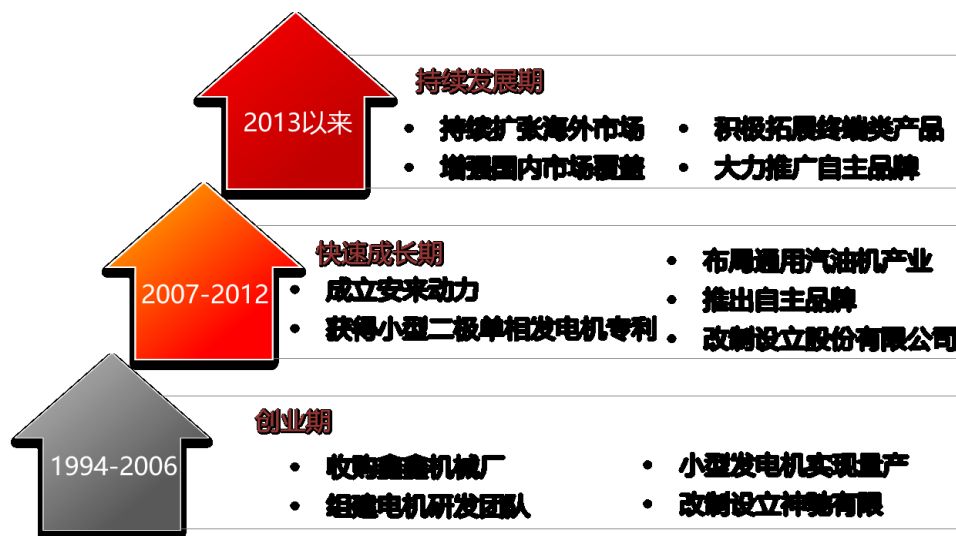 2013以来
持续发展期
• 持续扩张海外市场
• 增强国内市场覆盖
• 积极拓展终端类产品
• 大力推广自主品牌
2007-2012
快速成长期
• 成立安来动力
• 获得小型二极单相发电机专利
• 布局通用汽油机产业
• 推出自主品牌
• 改制设立股份有限公司
1994-2006
创业期
• 收购鑫鑫机械厂
• 组建电机研发团队
• 小型发电机实现量产
• 改制设立神驰有限